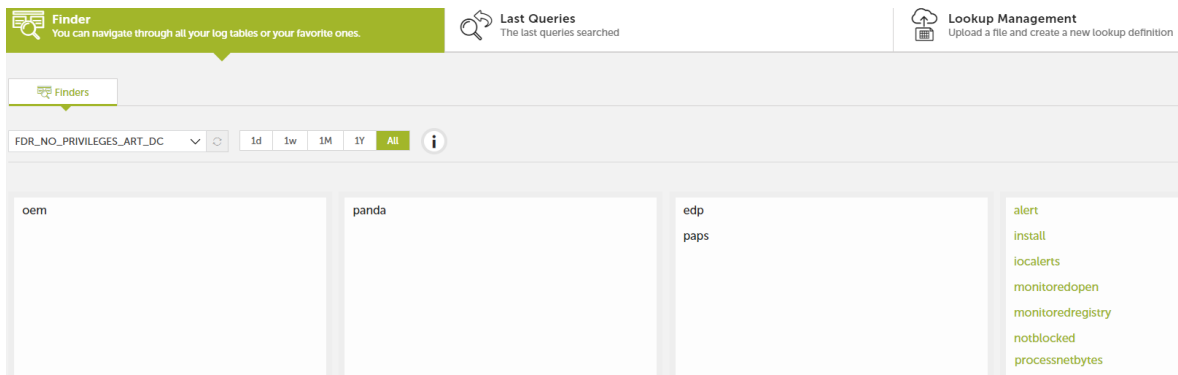 Finder
You can navigate through all your log tables or your favorite ones.
Last Queries
The last queries searched
Lookup Management
Upload a file and create a new lookup definition
Finders
FDR_NO_PRIVILEGES_ART_DC
1d 1w 1M 1Y All i
oem
panda
edp
paps
alert
install
iocalerts
monitoredopen
monitoredregistry
notblocked
processnetbytes